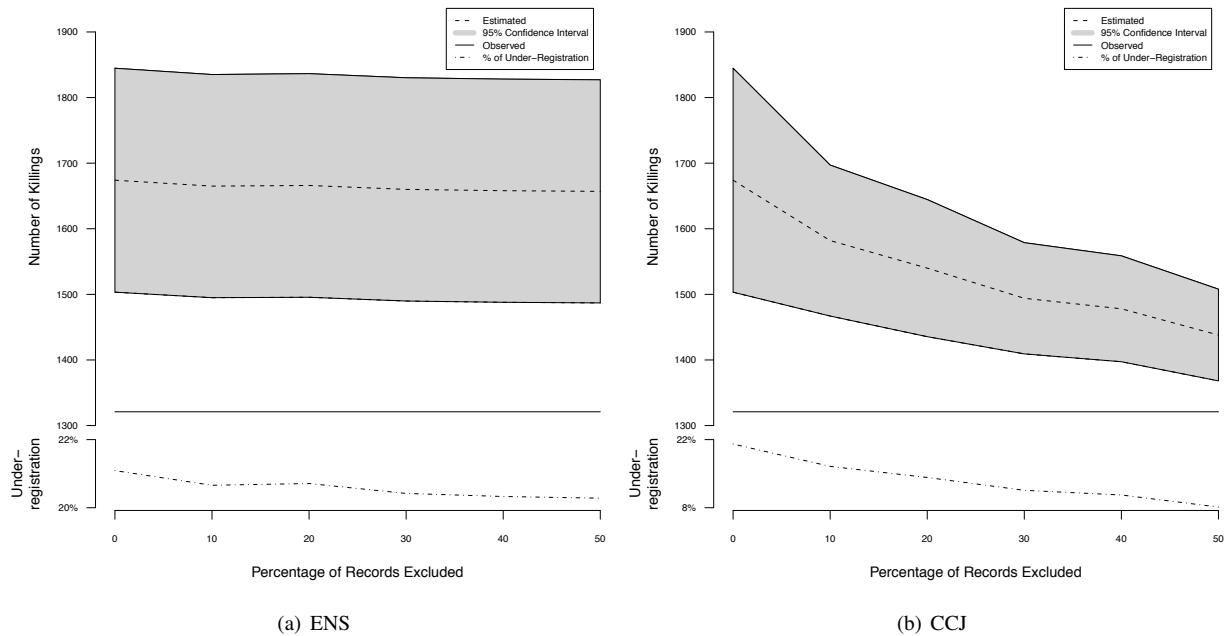 Estimated
95% Confidence Interval
Observed
% of Under−Registration
1900
1800
1700
1600
1500
1400
1300
Number of Killings
22%
20%
Under−
registration
0 10 20 30 40 50
Percentage of Records Excluded
(a) ENS
Estimated
95% Confidence Interval
Observed
% of Under−Registration
1900
1800
1700
1600
1500
1400
1300
Number of Killings
22%
8%
Under−
registration
0 10 20 30 40 50
Percentage of Records Excluded
(b) CCJ